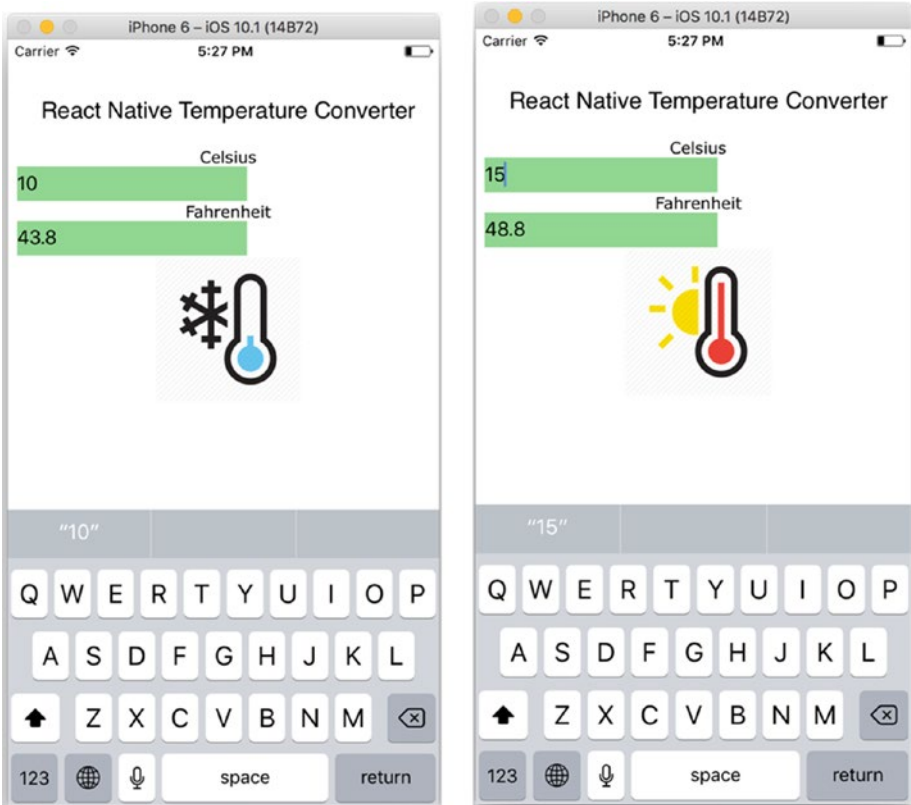 iPhone 6 – iOS 10.1 (14B72)
Carrier
5:27 PM
React Native Temperature Converter
Celsius
10
Fahrenheit
43.8
"10"
Q W E R T Y U I O P
A S D F G H J K L
Z X C V B N M
123
space
return
iPhone 6 – iOS 10.1 (14B72)
Carrier
5:27 PM
React Native Temperature Converter
Celsius
15
Fahrenheit
48.8
"15"
Q W E R T Y U I O P
A S D F G H J K L
Z X C V B N M
123
space
return